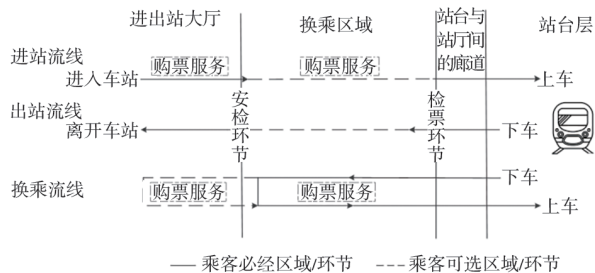 进出站大厅 换乘区域 站台与站厅间的廊道 站台层
进站流线 购票服务 购票服务
进入车站 上车
出站流线 安检环节 检票环节
离开车站 下车
下车
换乘流线 购票服务 购票服务
上车
乘客必经区域/环节 乘客可选区域/环节